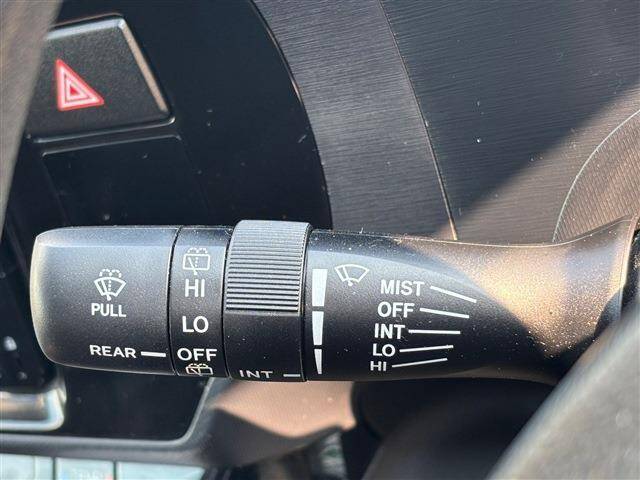 PULL
REAR
HI
LO
OFF
INT
MIST
OFF
INT
LO
HI